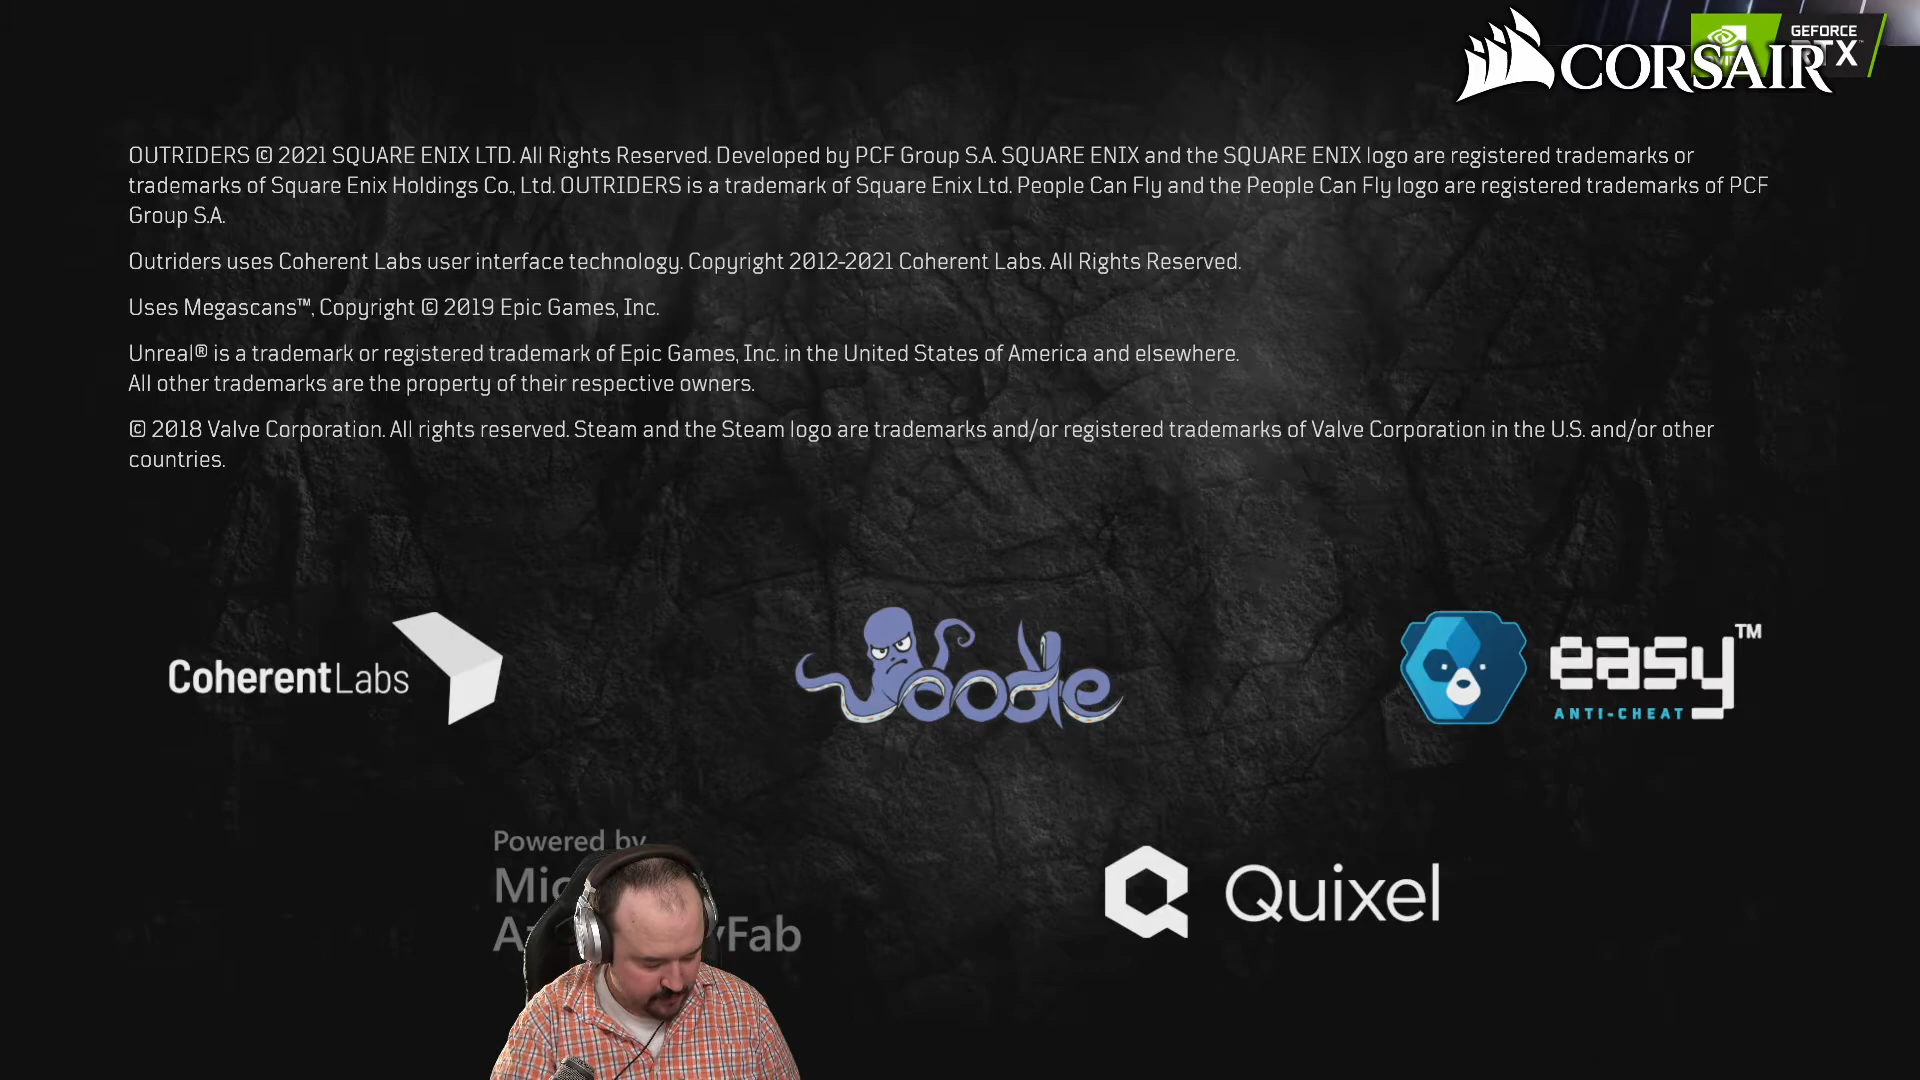 GEFORCE
CORSAIR
OUTRIDERS © 2021 SQUARE ENIX LTD. All Rights Reserved. Developed by PCF Group S.A. SQUARE ENIX and the SQUARE ENIX logo are registered trademarks or
trademarks of Square Enix Holdings Co., Ltd. OUTRIDERS is a trademark of Square Enix Ltd. People Can Fly and the People Can Fly logo are registered trademarks of PCF
Group S.A.
Outriders uses Coherent Labs user interface technology. Copyright 2012-2021 Coherent Labs. All Rights Reserved.
Uses Megascans™, Copyright © 2019 Epic Games, Inc.
Unreal® is a trademark or registered trademark of Epic Games, Inc. in the United States of America and elsewhere.
All other trademarks are the property of their respective owners.
© 2018 Valve Corporation. All rights reserved. Steam and the Steam logo are trademarks and/or registered trademarks of Valve Corporation in the U.S. and/or other
countries.
CoherentLabs
Oodle
easy™
ANTI-CHEAT
Powered by
Quixel